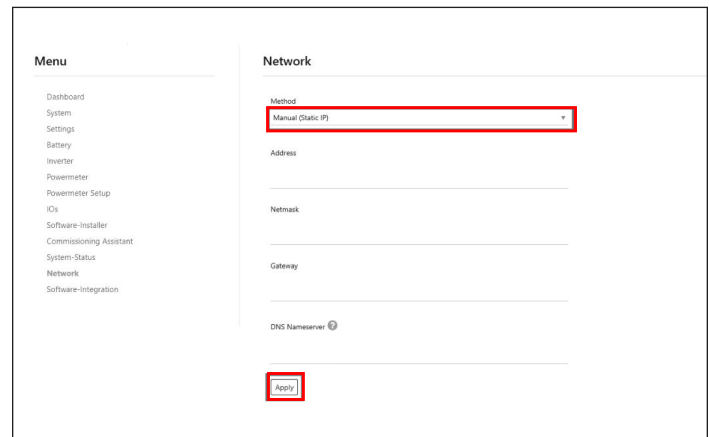 Menu
Dashboard
System
Settings
Battery
Inverter
Powermeter
Powermeter Setup
IOs
Software-Installer
Commissioning Assistant
System-Status
Network
Software-Integration
Network
Method
Manual (Static IP)
Address
Netmask
Gateway
DNS Nameserver ?
Apply